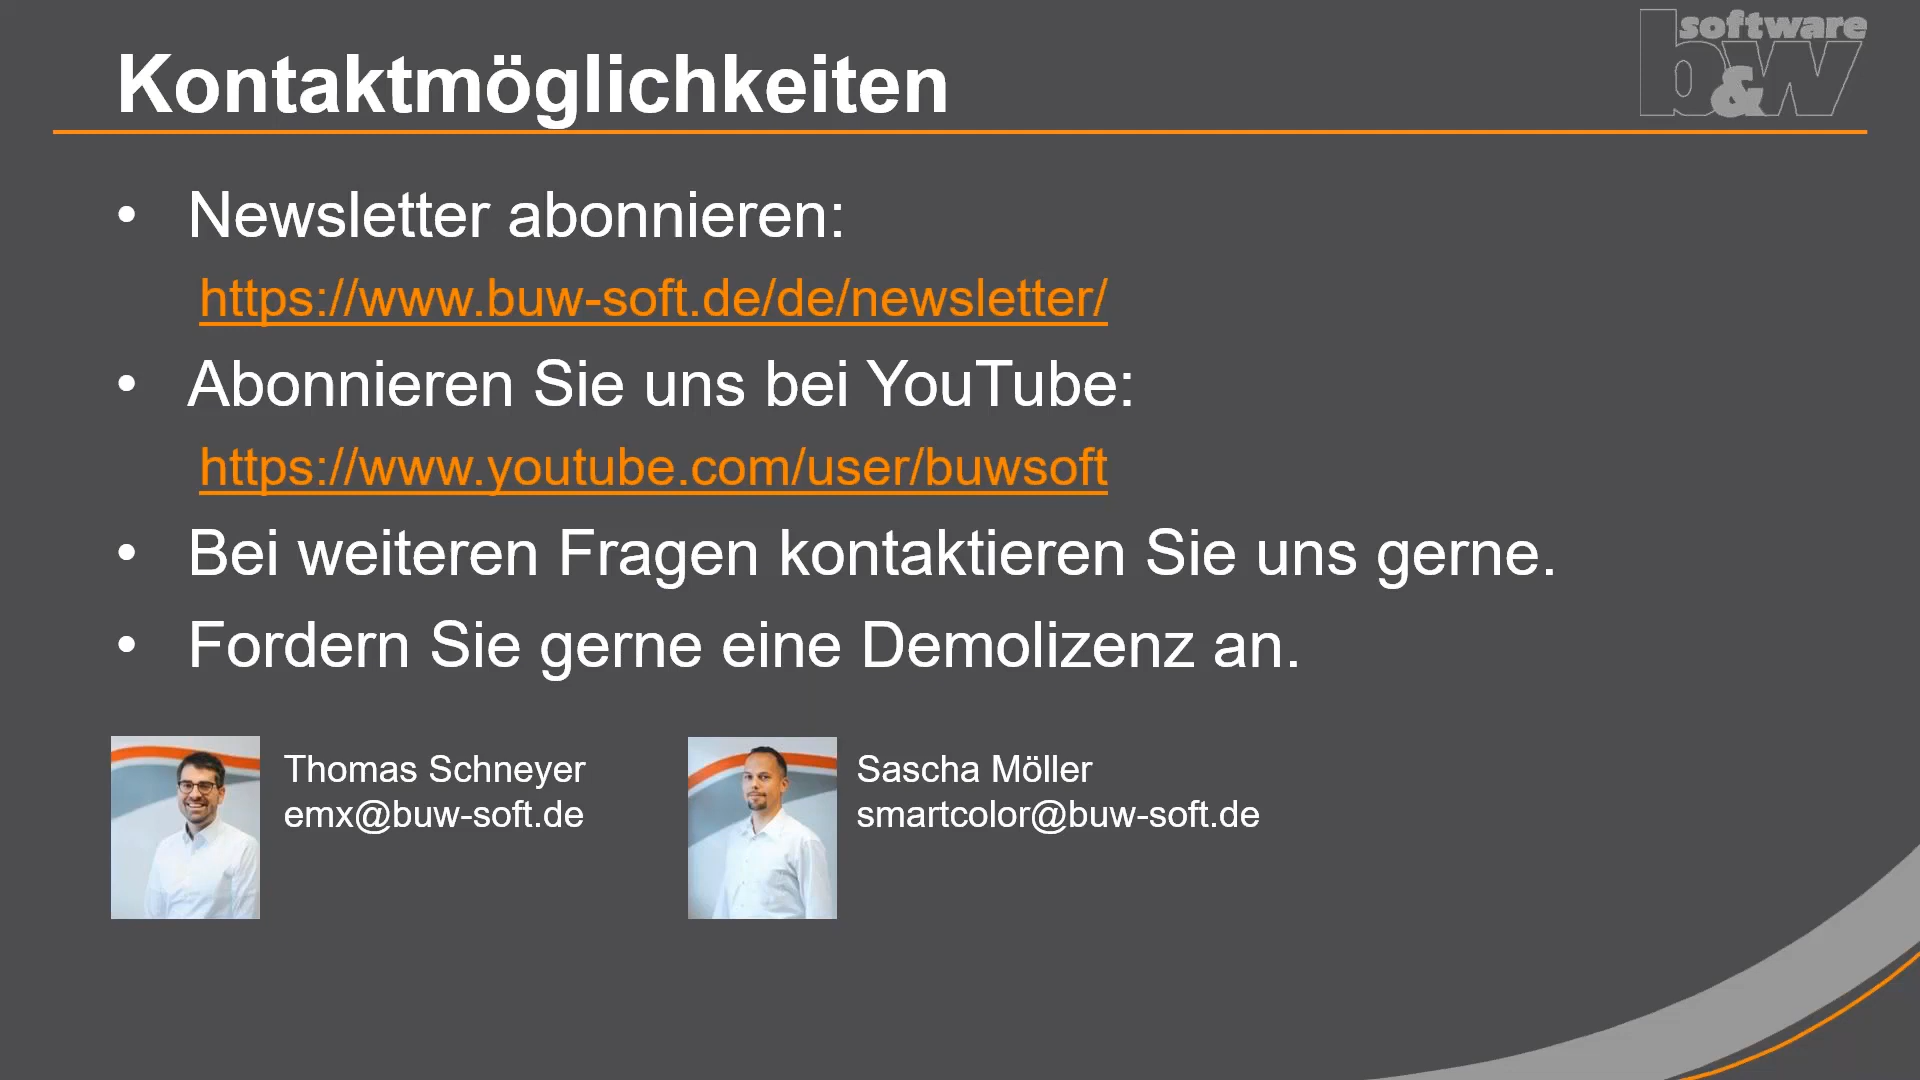 Kontaktmöglichkeiten
software
b&w
• Newsletter abonnieren:
https://www.buw-soft.de/de/newsletter/
• Abonnieren Sie uns bei YouTube:
https://www.youtube.com/user/buwsoft
• Bei weiteren Fragen kontaktieren Sie uns gerne.
• Fordern Sie gerne eine Demolizenz an.
Thomas Schneyer
emx@buw-soft.de
Sascha Möller
smartcolor@buw-soft.de